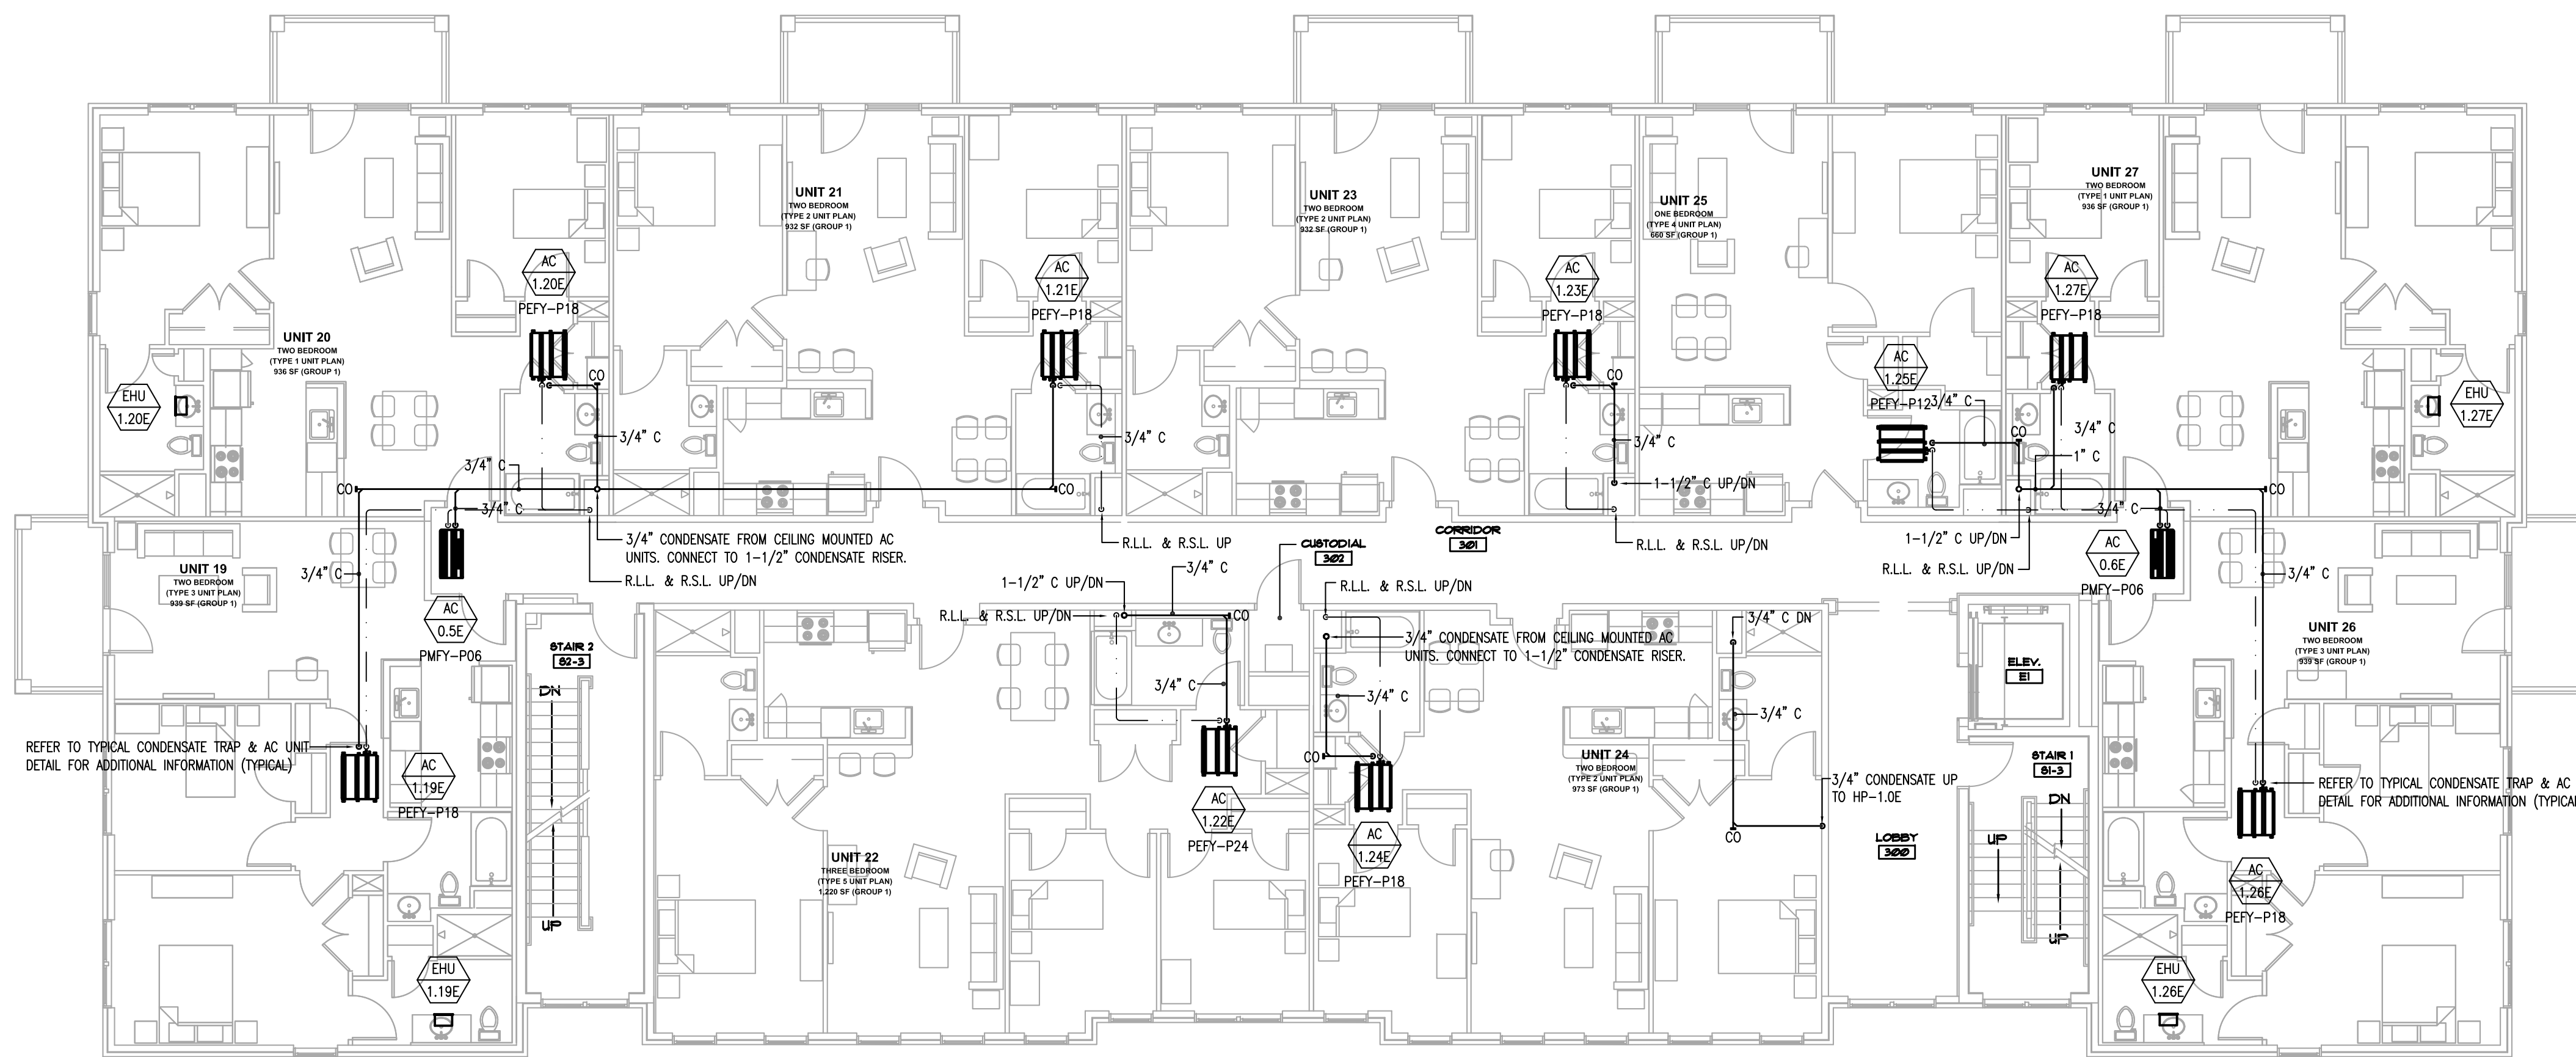 UNIT 21
TWO BEDROOM
(TYPE 2 UNIT PLAN)
932 SF (GROUP 1)
UNIT 23
TWO BEDROOM
(TYPE 2 UNIT PLAN)
932 SF (GROUP 1)
UNIT 25
ONE BEDROOM
(TYPE 4 UNIT PLAN)
660 SF (GROUP 1)
UNIT 27
TWO BEDROOM
(TYPE 1 UNIT PLAN)
936 SF (GROUP 1)
AC
1.20E
PEFY-P18
AC
1.21E
PEFY-P18
AC
1.23E
PEFY-P18
AC
1.27E
PEFY-P18
UNIT 20
TWO BEDROOM
(TYPE 1 UNIT PLAN)
936 SF (GROUP 1)
EHU
1.20E
CO
CO
AC
1.25E
PEFY-P12
3/4" C
EHU
1.27E
3/4" C
3/4" C
3/4" C
CO
3/4" C
1" C
3/4" C
CO
CO
1-1/2" C UP/DN
CO
3/4" C
3/4" C
3/4" CONDENSATE FROM CEILING MOUNTED AC
UNITS. CONNECT TO 1-1/2" CONDENSATE RISER.
R.L.L. & R.S.L. UP/DN
R.L.L. & R.S.L. UP
CUSTODIAL
302
CORRIDOR
301
R.L.L. & R.S.L. UP/DN
1-1/2" C UP/DN
R.L.L. & R.S.L. UP/DN
AC
0.6E
PMFY-P06
UNIT 19
TWO BEDROOM
(TYPE 3 UNIT PLAN)
939 SF (GROUP 1)
3/4" C
AC
0.5E
PMFY-P06
1-1/2" C UP/DN
3/4" C
R.L.L. & R.S.L. UP/DN
CO
R.L.L. & R.S.L. UP/DN
3/4" C DN
3/4" C
3/4" CONDENSATE FROM CEILING MOUNTED AC
UNITS. CONNECT TO 1-1/2" CONDENSATE RISER.
STAIR 2
S2-3
DN
UP
ELEV.
E1
UNIT 26
TWO BEDROOM
(TYPE 3 UNIT PLAN)
939 SF (GROUP 1)
3/4" C
3/4" C
3/4" C
CO
REFER TO TYPICAL CONDENSATE TRAP & AC UNIT
DETAIL FOR ADDITIONAL INFORMATION (TYPICAL)
AC
1.19E
PEFY-P18
AC
1.22E
PEFY-P24
UNIT 24
TWO BEDROOM
(TYPE 2 UNIT PLAN)
973 SF (GROUP 1)
3/4" CONDENSATE UP
TO HP-1.0E
CO
STAIR 1
S1-3
DN
UP
UP
REFER TO TYPICAL CONDENSATE TRAP & AC
DETAIL FOR ADDITIONAL INFORMATION (TYPICAL
UNIT 22
THREE BEDROOM
(TYPE 5 UNIT PLAN)
1,220 SF (GROUP 1)
AC
1.24E
PEFY-P18
LOBBY
300
AC
1.26E
PEFY-P18
EHU
1.19E
EHU
1.26E